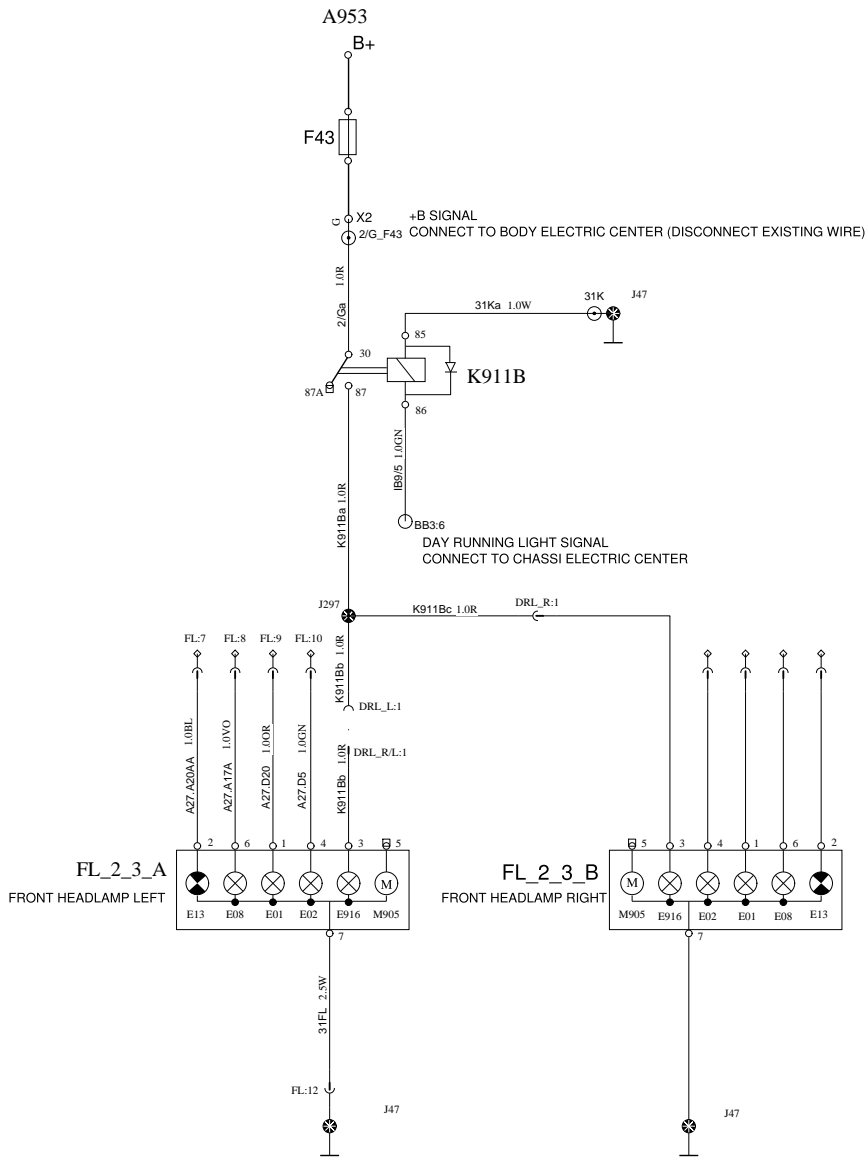 A953
B+
F43
G
X2
2/G_F43
+B SIGNAL
CONNECT TO BODY ELECTRIC CENTER (DISCONNECT EXISTING WIRE)
2/Ga 1.0R
31Ka 1.0W
31K
J47
85
30
87A
87
K911B
86
IB9/5 1.0GN
BB3:6
DAY RUNNING LIGHT SIGNAL
CONNECT TO CHASSI ELECTRIC CENTER
K911Ba 1.0R
J297
K911Bc 1.0R
DRL_R:1
FL:7
FL:8
FL:9
FL:10
K911Bb 1.0R
DRL_L:1
DRL_R/L:1
A27.A20AA 1.0BL
A27.A17A 1.0VO
A27.D20 1.0OR
A27.D5 1.0GN
K911Bb 1.0R
2
6
1
4
3
5
5
3
4
1
6
2
FL_2_3_A
FRONT HEADLAMP LEFT
M
E13
E08
E01
E02
E916
M905
7
FL_2_3_B
FRONT HEADLAMP RIGHT
M
M905
E916
E02
E01
E08
E13
7
31FL 2.5W
FL:12
J47
J47